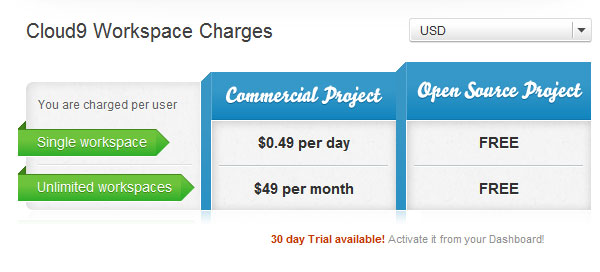 Cloud9 Workspace Charges
USD
You are charged per user
Commercial Project
Open Source Project
Single workspace
$0.49 per day
FREE
Unlimited workspaces
$49 per month
FREE
30 day Trial available! Activate it from your Dashboard!